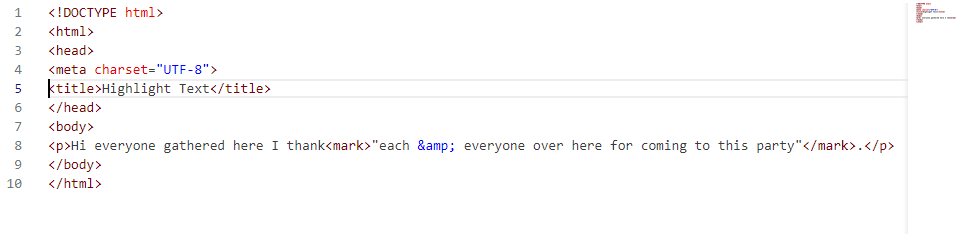 1 <!DOCTYPE html>
2 <html>
3 <head>
4 <meta charset="UTF-8">
5 <title>Highlight Text</title>
6 </head>
7 <body>
8 <p>Hi everyone gathered here I thank<mark>"each &amp; everyone over here for coming to this party"</mark>.</p>
9 </body>
10 </html>